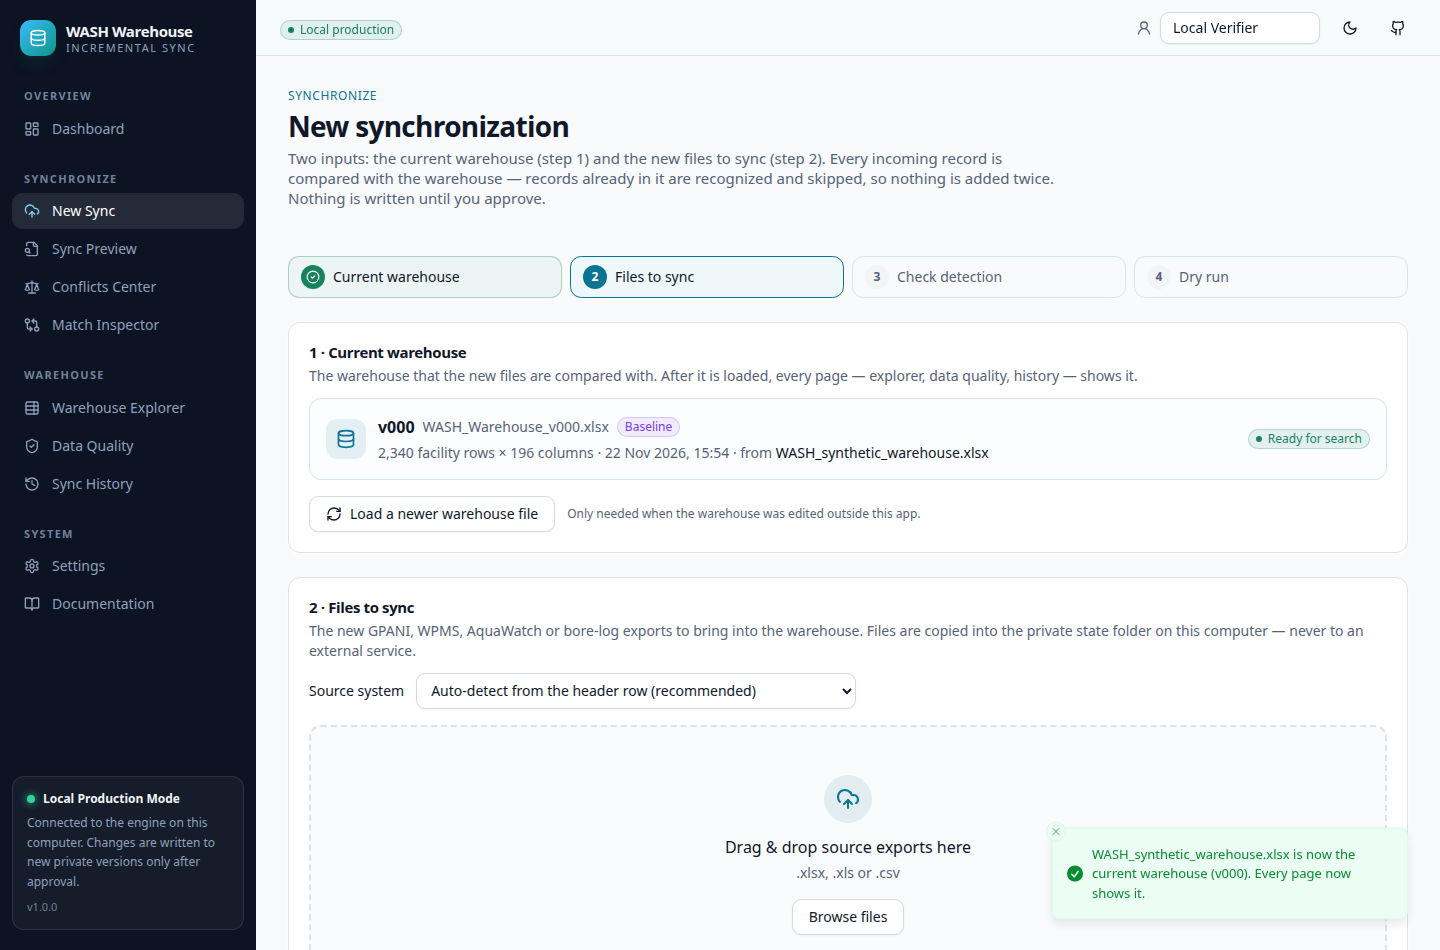 WASH Warehouse
INCREMENTAL SYNC
OVERVIEW
Dashboard
SYNCHRONIZE
New Sync
Sync Preview
Conflicts Center
Match Inspector
WAREHOUSE
Warehouse Explorer
Data Quality
Sync History
SYSTEM
Settings
Documentation
Local Production Mode
Connected to the engine on this
computer. Changes are written to
new private versions only after
approval.
v1.0.0
Local production
Local Verifier
SYNCHRONIZE
New synchronization
Two inputs: the current warehouse (step 1) and the new files to sync (step 2). Every incoming record is
compared with the warehouse — records already in it are recognized and skipped, so nothing is added twice.
Nothing is written until you approve.
Current warehouse
2 Files to sync
3 Check detection
4 Dry run
1 · Current warehouse
The warehouse that the new files are compared with. After it is loaded, every page — explorer, data quality, history — shows it.
v000 WASH_Warehouse_v000.xlsx Baseline
2,340 facility rows × 196 columns · 22 Nov 2026, 15:54 · from WASH_synthetic_warehouse.xlsx
Ready for search
Load a newer warehouse file
Only needed when the warehouse was edited outside this app.
2 · Files to sync
The new GPANI, WPMS, AquaWatch or bore-log exports to bring into the warehouse. Files are copied into the private state folder on this computer — never to an
external service.
Source system Auto-detect from the header row (recommended)
Drag & drop source exports here
.xlsx, .xls or .csv
Browse files
WASH_synthetic_warehouse.xlsx is now the
current warehouse (v000). Every page now
shows it.